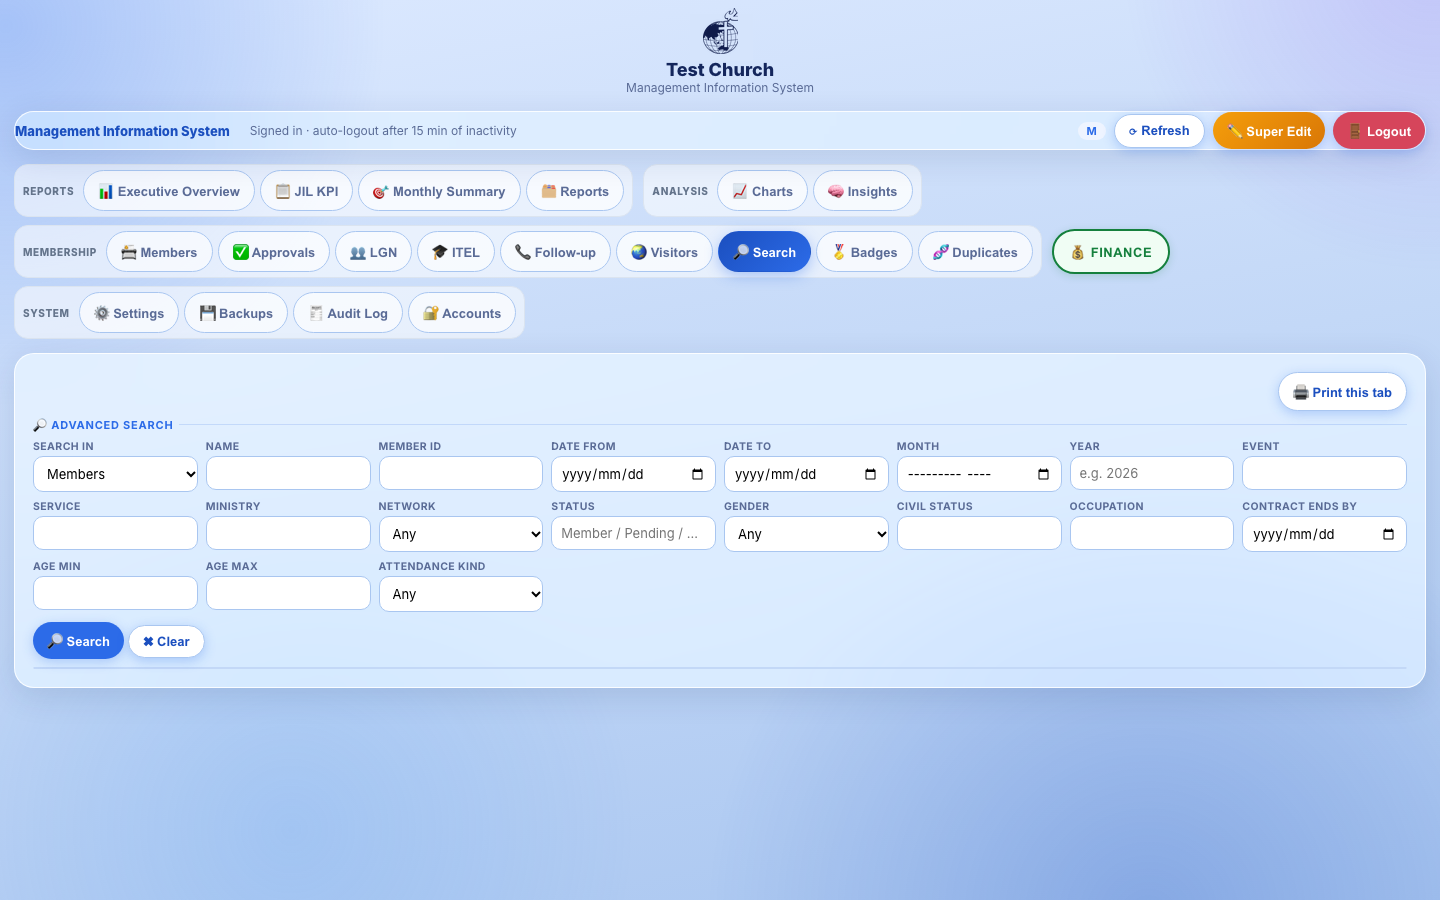 Test Church
Management Information System
Management Information System Signed in · auto-logout after 15 min of inactivity M ⟳ Refresh ✏️ Super Edit 🚪 Logout
REPORTS 📊 Executive Overview 📋 JIL KPI 🎯 Monthly Summary 🗂️ Reports ANALYSIS 📈 Charts 🧠 Insights
MEMBERSHIP 📇 Members ✅ Approvals 👥 LGN 🎓 ITEL 📞 Follow-up 🌏 Visitors 🔎 Search 🏅 Badges 🧬 Duplicates 💰 FINANCE
SYSTEM ⚙️ Settings 💾 Backups 🧾 Audit Log 🔐 Accounts
🖨️ Print this tab
🔎 ADVANCED SEARCH
SEARCH IN NAME MEMBER ID DATE FROM DATE TO MONTH YEAR EVENT
Members yyyy/mm/dd yyyy/mm/dd --------- ---- e.g. 2026
SERVICE MINISTRY NETWORK STATUS GENDER CIVIL STATUS OCCUPATION CONTRACT ENDS BY
Any Member / Pending / ... Any yyyy/mm/dd
AGE MIN AGE MAX ATTENDANCE KIND
Any
🔎 Search ✖ Clear